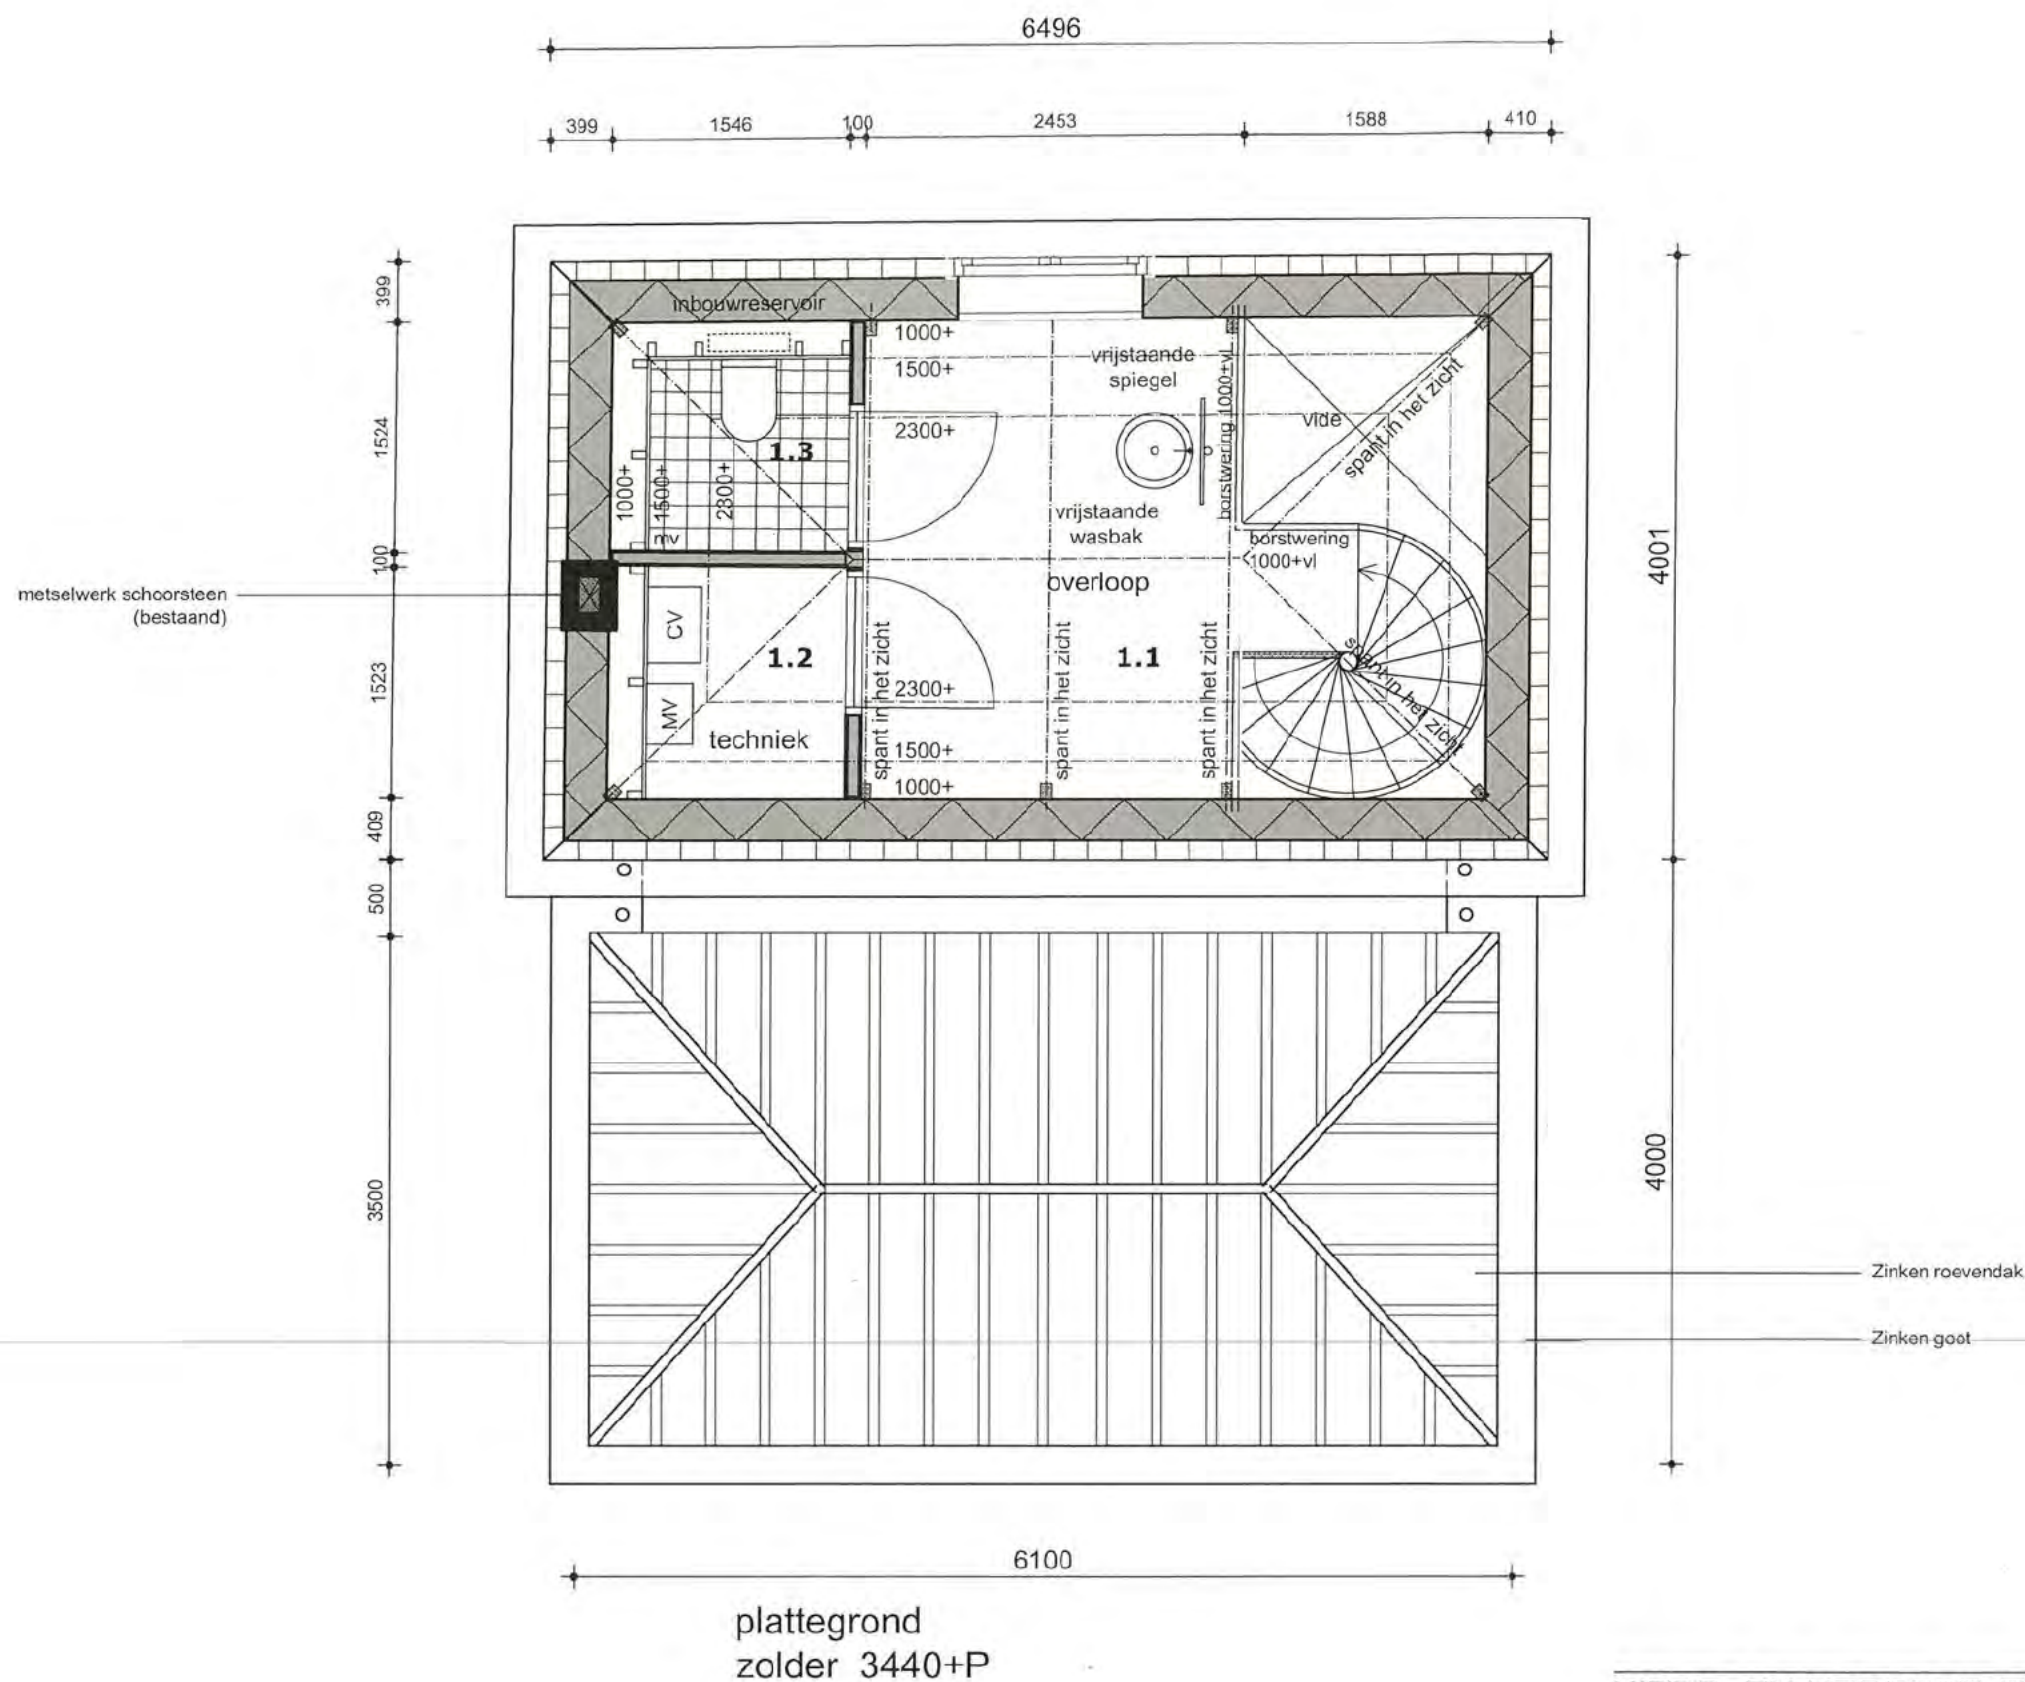 6496
399
1546
100
2453
1588
410
399
1524
100
1523
409
500
3500
4001
4000
inbouwreservoir
1000+
1500+
2300+
vrijstaande
spiegel
borstwering 1000+vl
vide
spant in het zicht
1.3
1000+
1500+
2300+
mv
vrijstaande
wasbak
borstwering
1000+vl
overloop
metselwerk schoorsteen
(bestaand)
CV
MV
1.2
techniek
1.1
2300+
1500+
1000+
spant in het zicht
spant in het zicht
spant in het zicht
spant in het zicht
Zinken roevendak
Zinken goot
6100
plattegrond
zolder 3440+P